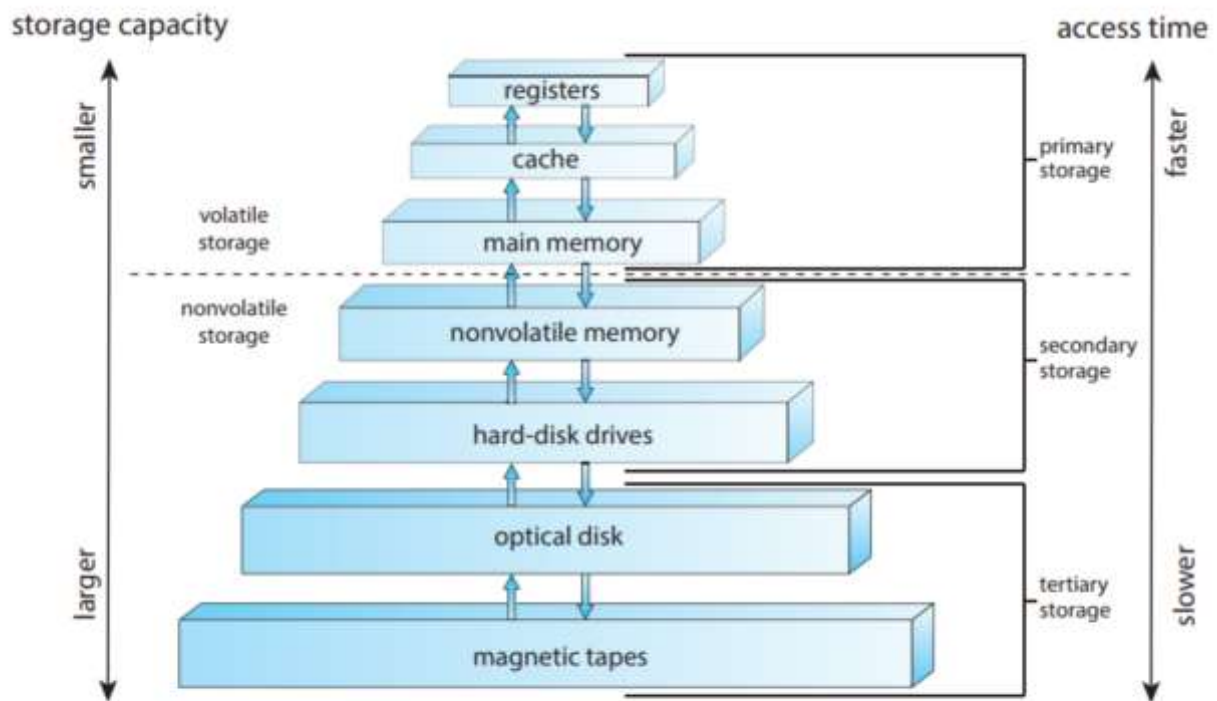 storage capacity
access time
smaller
faster
registers
cache
primary
storage
volatile
storage
main memory
nonvolatile
storage
nonvolatile memory
secondary
storage
hard-disk drives
optical disk
larger
slower
tertiary
storage
magnetic tapes